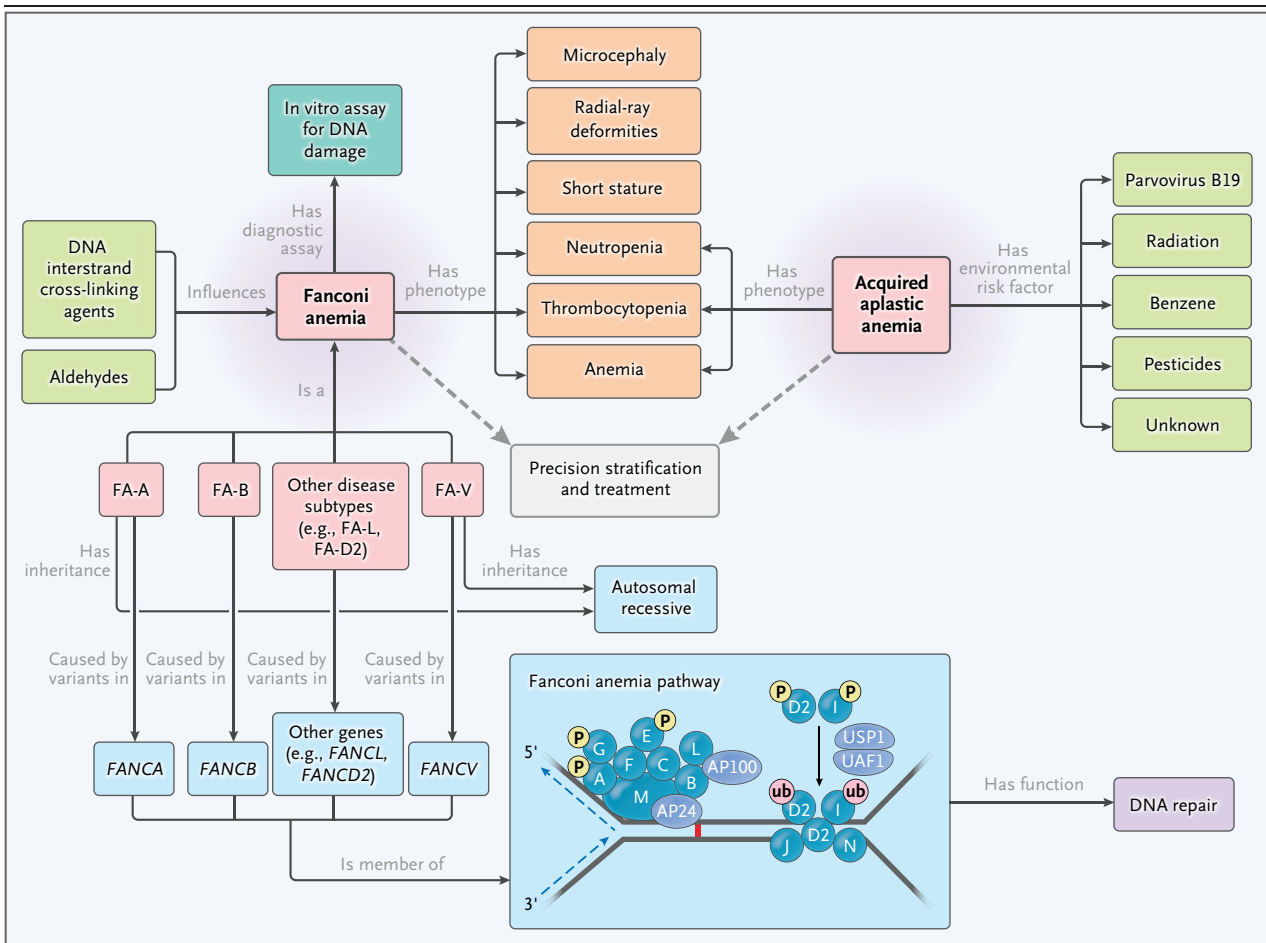 Microcephaly
Radial-ray
deformities
Short stature
Neutropenia
Thrombocytopenia
Anemia
In vitro assay
for DNA
damage
Has
diagnostic
assay
DNA
interstrand
cross-linking
agents
Aldehydes
Influences
Fanconi
anemia
Has
phenotype
Has
phenotype
Acquired
aplastic
anemia
Has
environmental
risk factor
Parvovirus B19
Radiation
Benzene
Pesticides
Unknown
Is a
Precision stratification
and treatment
FA-A
FA-B
Other disease
subtypes
(e.g., FA-L,
FA-D2)
FA-V
Has
inheritance
Has
inheritance
Autosomal
recessive
Caused by
variants in
Caused by
variants in
Caused by
variants in
Caused by
variants in
FANCA
FANCB
Other genes
(e.g., FANCL,
FANCD2)
FANCV
Is member of
Fanconi anemia pathway
5'
3'
P
G
P
A
E
P
F
C
L
B
M
AP100
AP24
P
D2
I
P
USP1
UAF1
ub
D2
I
ub
J
D2
N
Has function
DNA repair